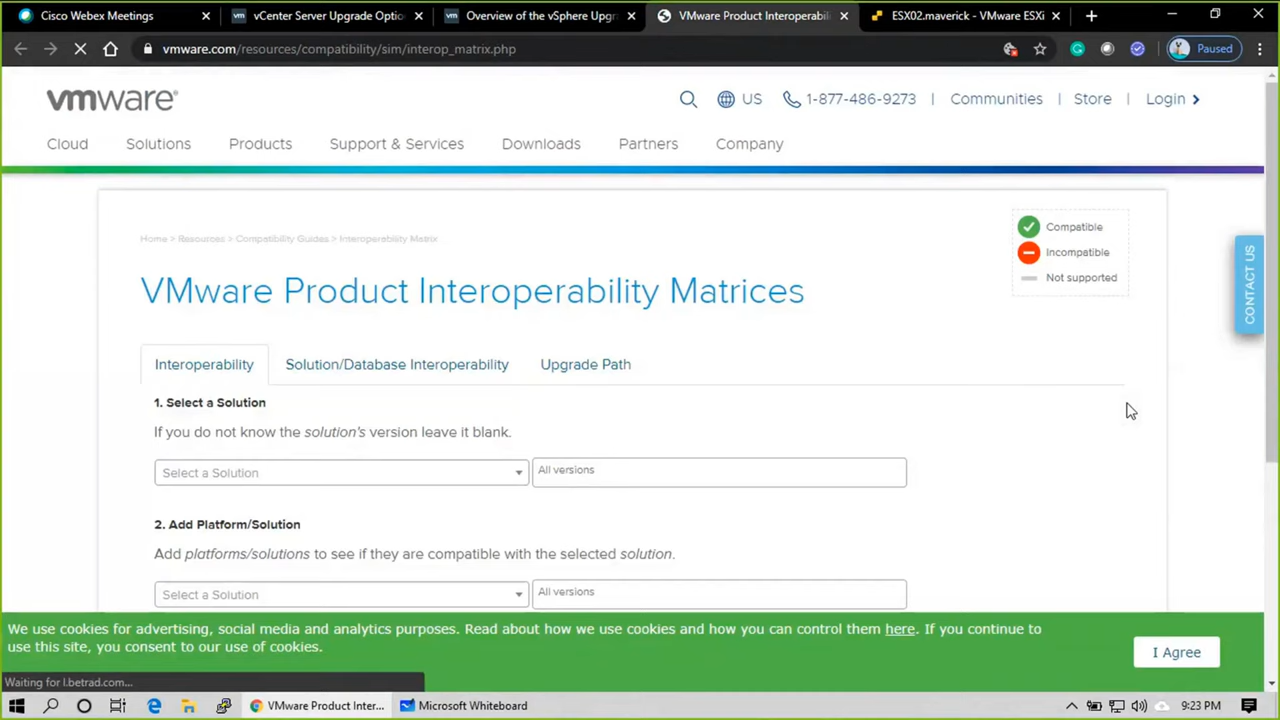 Cisco Webex Meetings
vCenter Server Upgrade Optio
Overview of the vSphere Upgr
VMware Product Interoperabili
ESX02.maverick - VMware ESXi
vmware.com/resources/compatibility/sim/interop_matrix.php
Paused
vmware
US
1-877-486-9273
Communities
Store
Login
Cloud
Solutions
Products
Support & Services
Downloads
Partners
Company
Home > Resources > Compatibility Guides > Interoperability Matrix
Compatible
Incompatible
Not supported
CONTACT US
VMware Product Interoperability Matrices
Interoperability
Solution/Database Interoperability
Upgrade Path
1. Select a Solution
If you do not know the solution's version leave it blank.
Select a Solution
All versions
2. Add Platform/Solution
Add platforms/solutions to see if they are compatible with the selected solution.
Select a Solution
All versions
We use cookies for advertising, social media and analytics purposes. Read about how we use cookies and how you can control them here. If you continue to
use this site, you consent to our use of cookies.
I Agree
Waiting for l.betrad.com...
VMware Product Inter...
Microsoft Whiteboard
9:23 PM